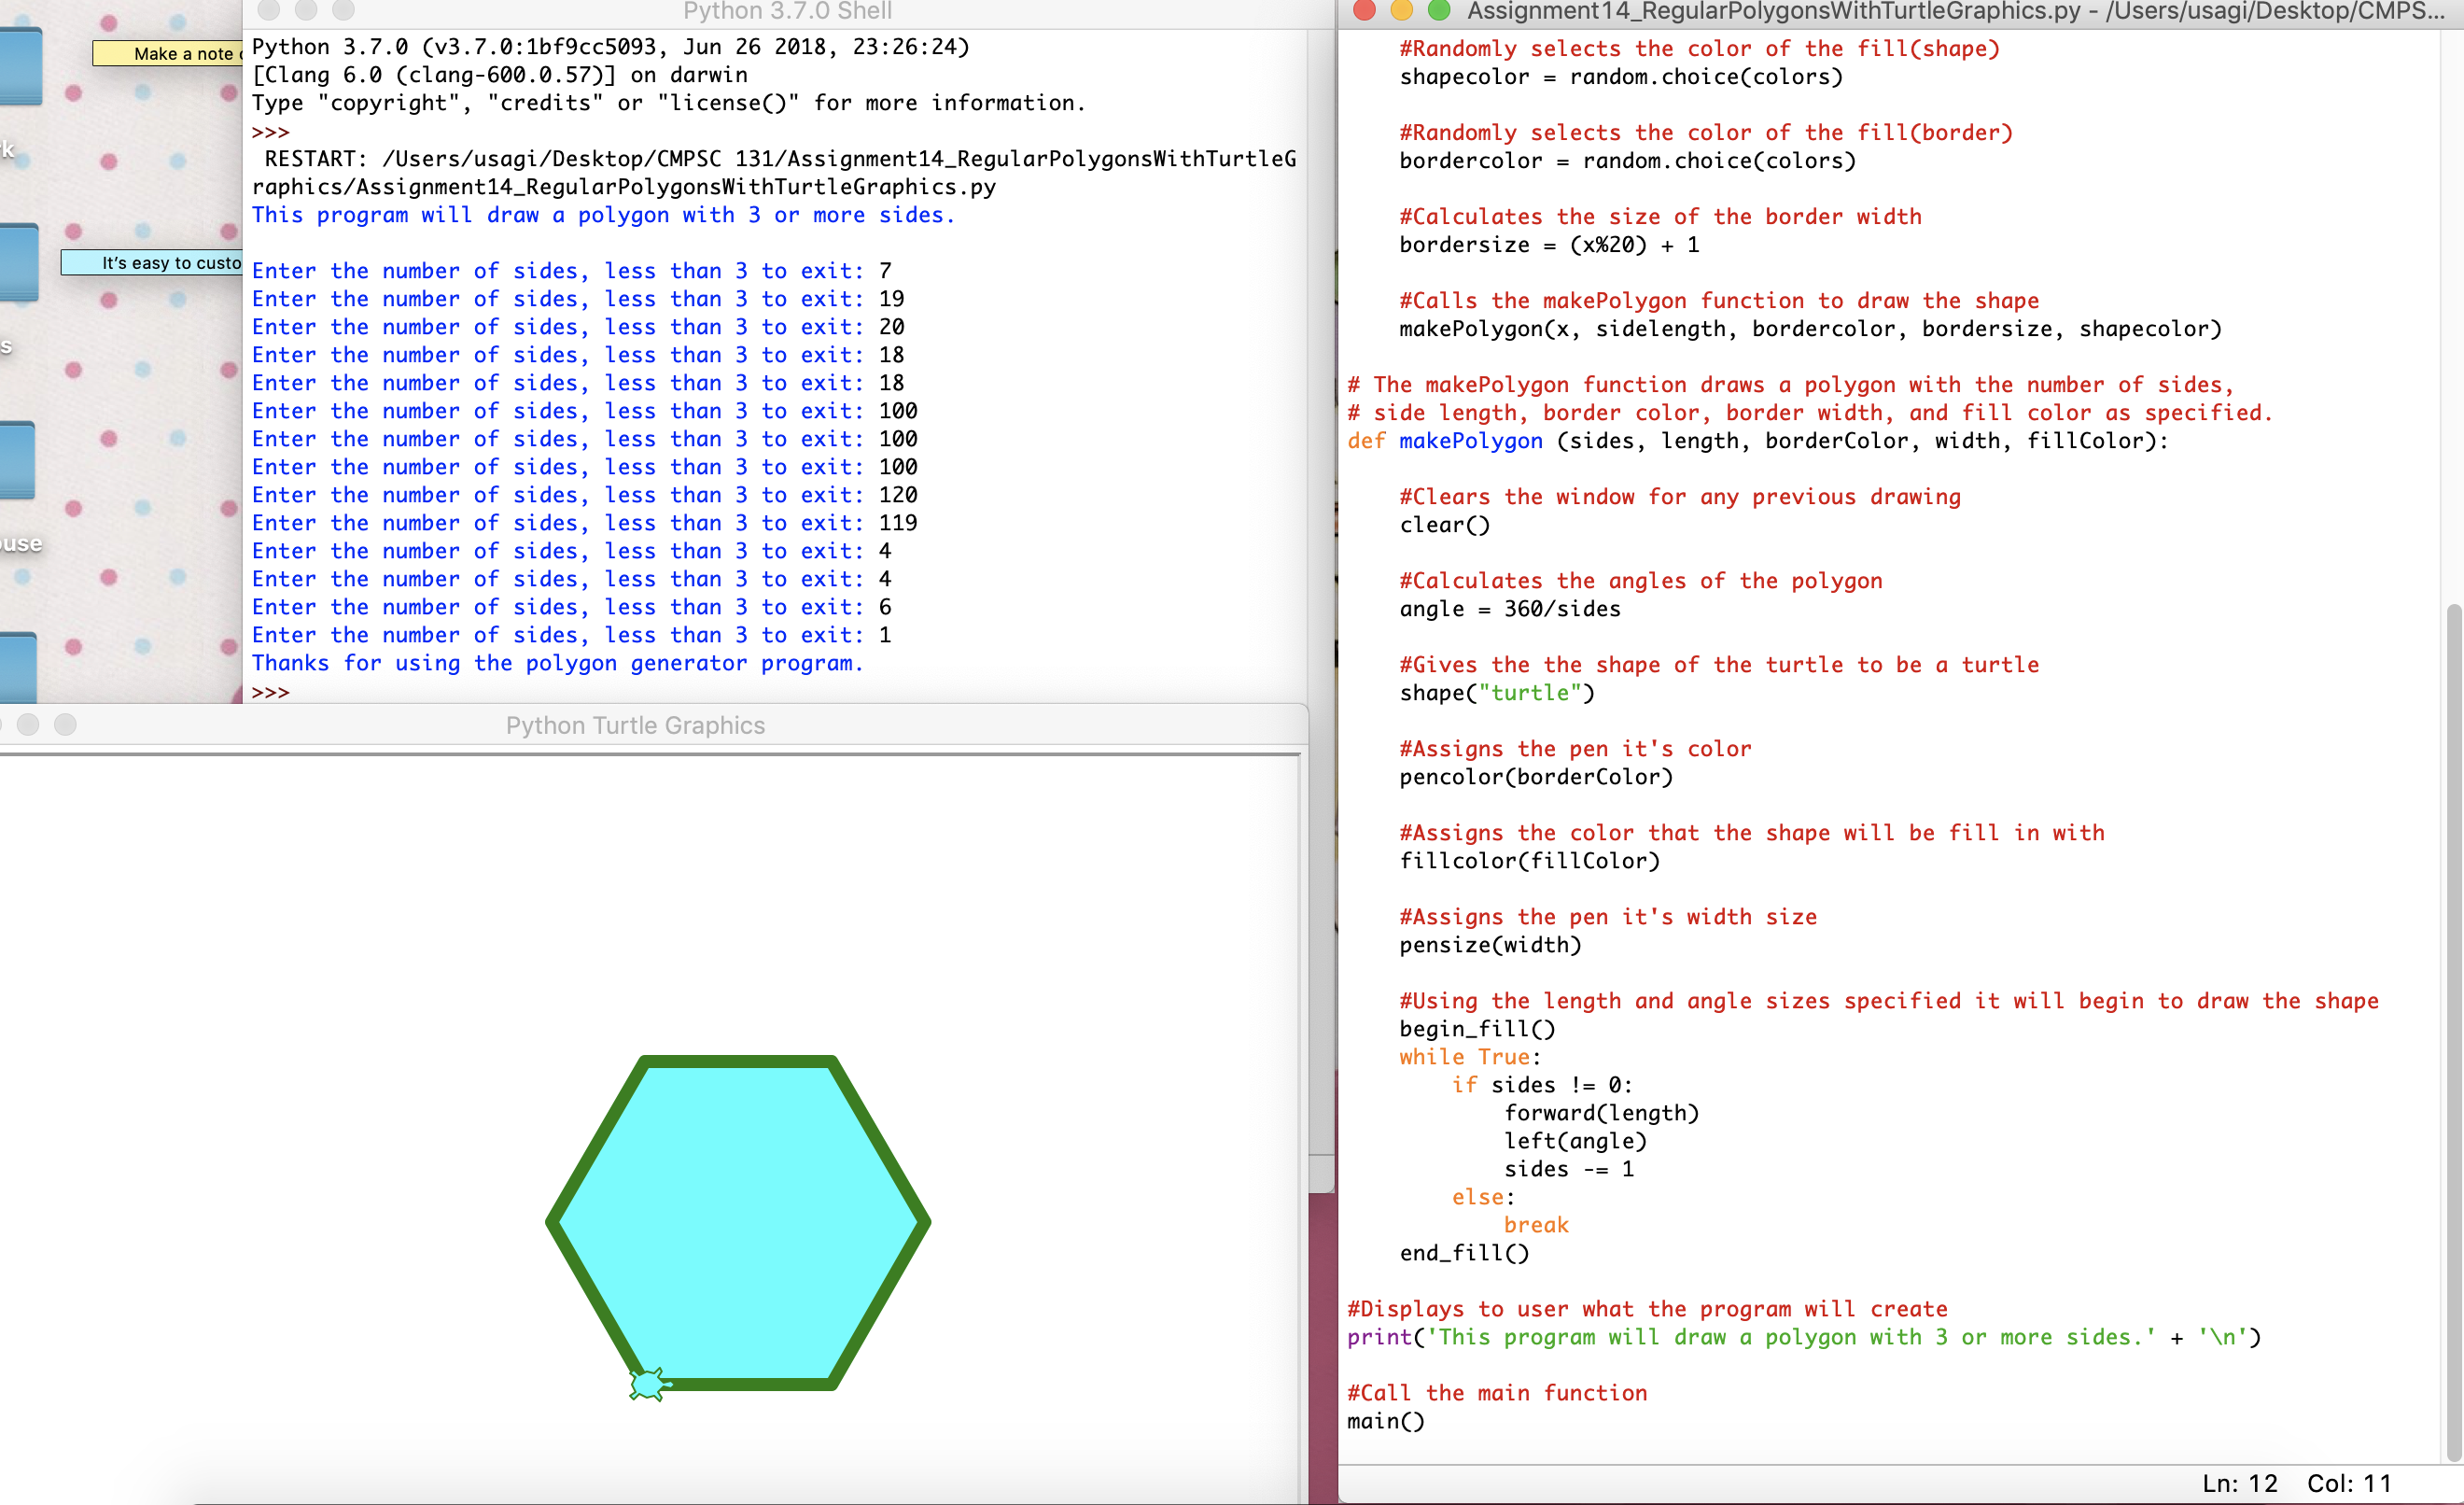 Make a note
It's easy to custo
k
s
ouse
Python 3.7.0 Shell
Python 3.7.0 (v3.7.0:1bf9cc5093, Jun 26 2018, 23:26:24)
[Clang 6.0 (clang-600.0.57)] on darwin
Type "copyright", "credits" or "license()" for more information.
>>>
 RESTART: /Users/usagi/Desktop/CMPSC 131/Assignment14_RegularPolygonsWithTurtleG
raphics/Assignment14_RegularPolygonsWithTurtleGraphics.py
This program will draw a polygon with 3 or more sides.
Enter the number of sides, less than 3 to exit: 7
Enter the number of sides, less than 3 to exit: 19
Enter the number of sides, less than 3 to exit: 20
Enter the number of sides, less than 3 to exit: 18
Enter the number of sides, less than 3 to exit: 18
Enter the number of sides, less than 3 to exit: 100
Enter the number of sides, less than 3 to exit: 100
Enter the number of sides, less than 3 to exit: 100
Enter the number of sides, less than 3 to exit: 120
Enter the number of sides, less than 3 to exit: 119
Enter the number of sides, less than 3 to exit: 4
Enter the number of sides, less than 3 to exit: 4
Enter the number of sides, less than 3 to exit: 6
Enter the number of sides, less than 3 to exit: 1
Thanks for using the polygon generator program.
>>>
Python Turtle Graphics
Assignment14_RegularPolygonsWithTurtleGraphics.py - /Users/usagi/Desktop/CMPS...
    #Randomly selects the color of the fill(shape)
    shapecolor = random.choice(colors)
    #Randomly selects the color of the fill(border)
    bordercolor = random.choice(colors)
    #Calculates the size of the border width
    bordersize = (x%20) + 1
    #Calls the makePolygon function to draw the shape
    makePolygon(x, sidelength, bordercolor, bordersize, shapecolor)
# The makePolygon function draws a polygon with the number of sides,
# side length, border color, border width, and fill color as specified.
def makePolygon (sides, length, borderColor, width, fillColor):
    #Clears the window for any previous drawing
    clear()
    #Calculates the angles of the polygon
    angle = 360/sides
    #Gives the the shape of the turtle to be a turtle
    shape("turtle")
    #Assigns the pen it's color
    pencolor(borderColor)
    #Assigns the color that the shape will be fill in with
    fillcolor(fillColor)
    #Assigns the pen it's width size
    pensize(width)
    #Using the length and angle sizes specified it will begin to draw the shape
    begin_fill()
    while True:
        if sides != 0:
            forward(length)
            left(angle)
            sides -= 1
        else:
            break
    end_fill()
#Displays to user what the program will create
print('This program will draw a polygon with 3 or more sides.' + '\n')
#Call the main function
main()
Ln: 12 Col: 11